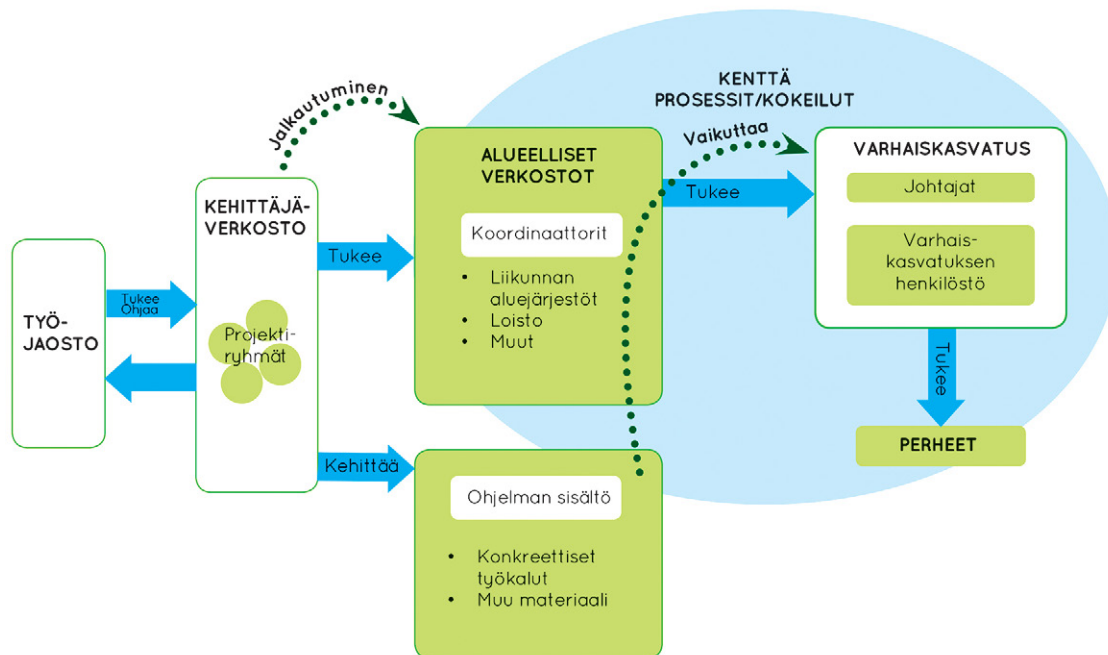 TYÖ-
JAOSTO
Tukee
Ohjaa
KEHITTÄJÄ-
VERKOSTO
Projekti-
ryhmät
Jalkautuminen
Tukee
Kehittää
ALUEELLISET
VERKOSTOT
Koordinaattorit
• Liikunnan
aluejärjestöt
• Loisto
• Muut
Ohjelman sisältö
• Konkreettiset
työkalut
• Muu materiaali
KENTTÄ
PROSESSIT/KOKEILUT
Vaikuttaa
Tukee
VARHAISKASVATUS
Johtajat
Varhais-
kasvatuksen
henkilöstö
Tukee
PERHEET